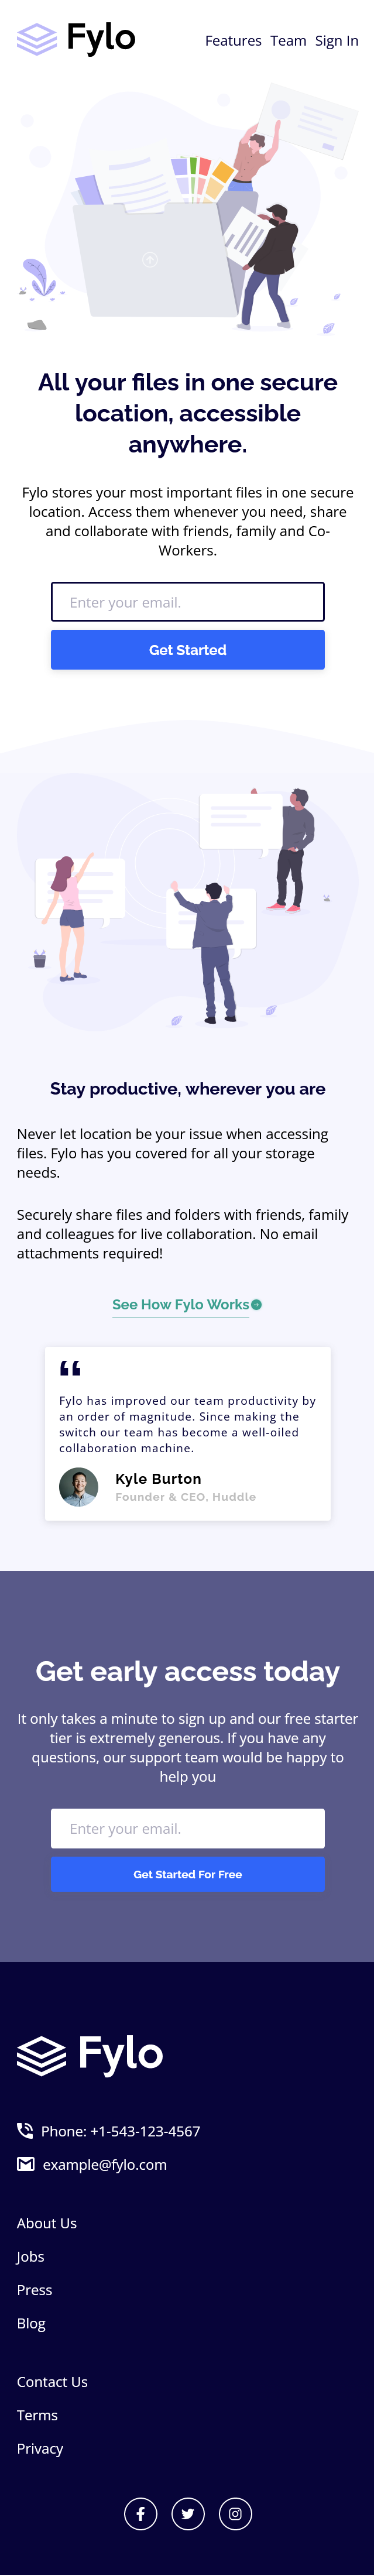 Fylo
Features Team Sign In
All your files in one secure
location, accessible
anywhere.
Fylo stores your most important files in one secure
location. Access them whenever you need, share
and collaborate with friends, family and Co-
Workers.
Enter your email.
Get Started
Stay productive, wherever you are
Never let location be your issue when accessing
files. Fylo has you covered for all your storage
needs.
Securely share files and folders with friends, family
and colleagues for live collaboration. No email
attachments required!
See How Fylo Works
“
Fylo has improved our team productivity by
an order of magnitude. Since making the
switch our team has become a well-oiled
collaboration machine.
Kyle Burton
Founder & CEO, Huddle
Get early access today
It only takes a minute to sign up and our free starter
tier is extremely generous. If you have any
questions, our support team would be happy to
help you
Enter your email.
Get Started For Free
Fylo
Phone: +1-543-123-4567
example@fylo.com
About Us
Jobs
Press
Blog
Contact Us
Terms
Privacy